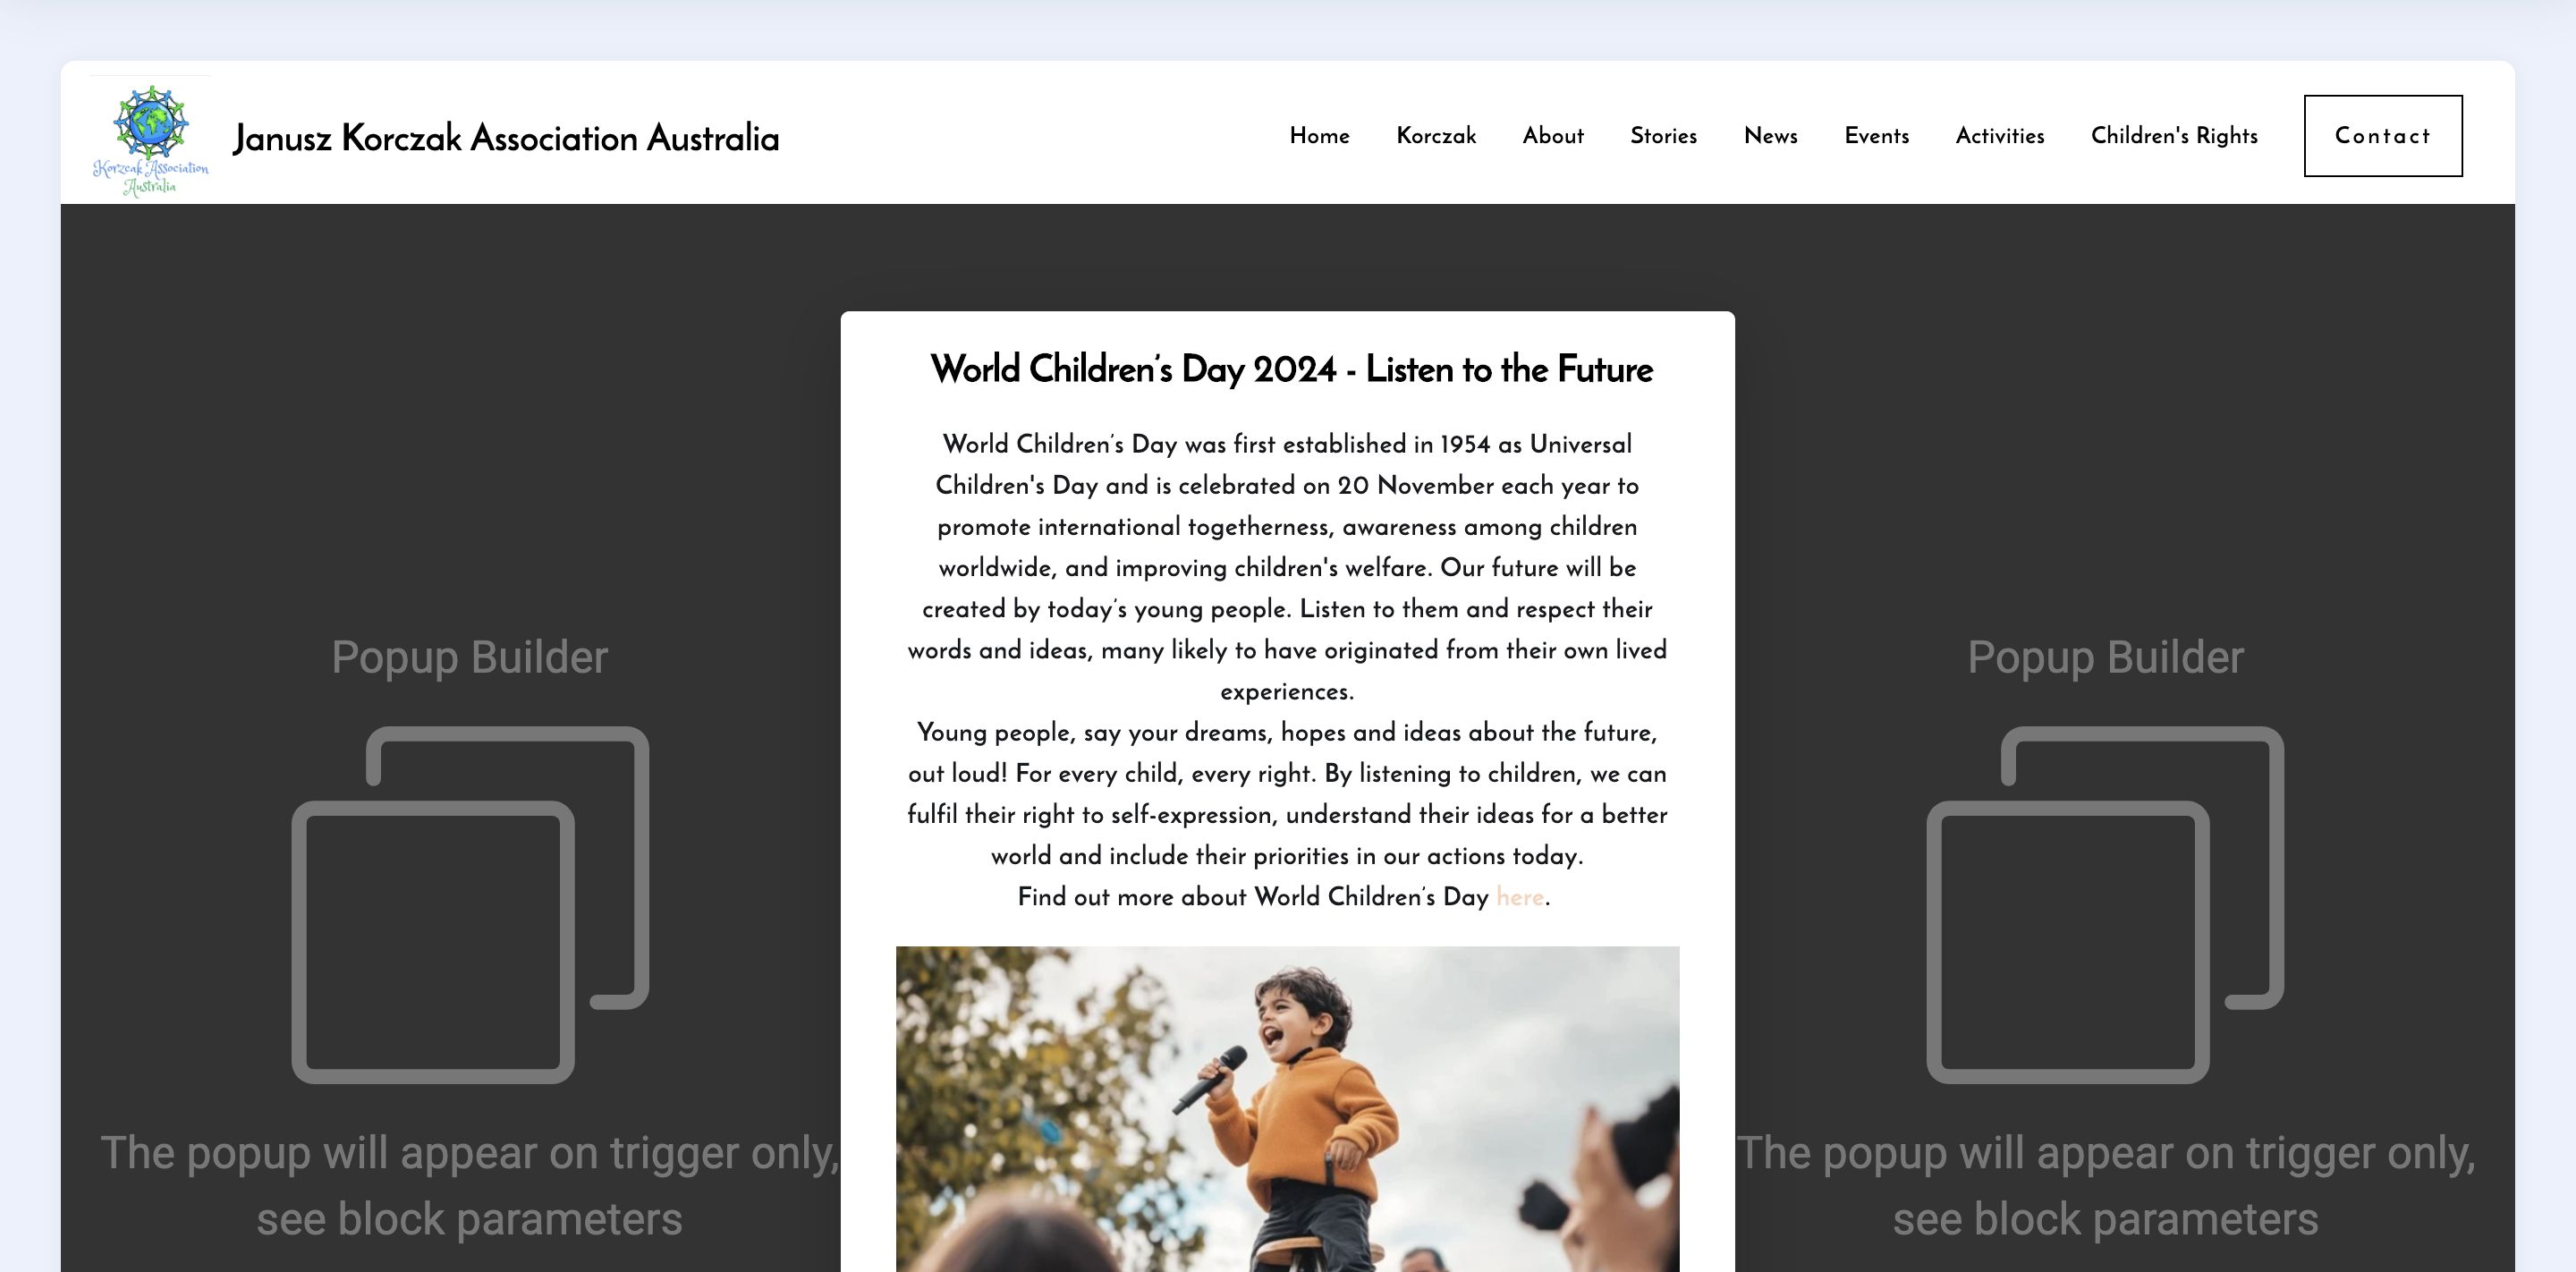 Korzcak Association
Australia
Janusz Korczak Association Australia
Home Korczak About Stories News Events Activities Children's Rights Contact
World Children’s Day 2024 - Listen to the Future
World Children’s Day was first established in 1954 as Universal
Children's Day and is celebrated on 20 November each year to
promote international togetherness, awareness among children
worldwide, and improving children's welfare. Our future will be
created by today’s young people. Listen to them and respect their
words and ideas, many likely to have originated from their own lived
experiences.
Young people, say your dreams, hopes and ideas about the future,
out loud! For every child, every right. By listening to children, we can
fulfil their right to self-expression, understand their ideas for a better
world and include their priorities in our actions today.
Find out more about World Children’s Day here.
Popup Builder
The popup will appear on trigger only,
see block parameters
Popup Builder
The popup will appear on trigger only,
see block parameters